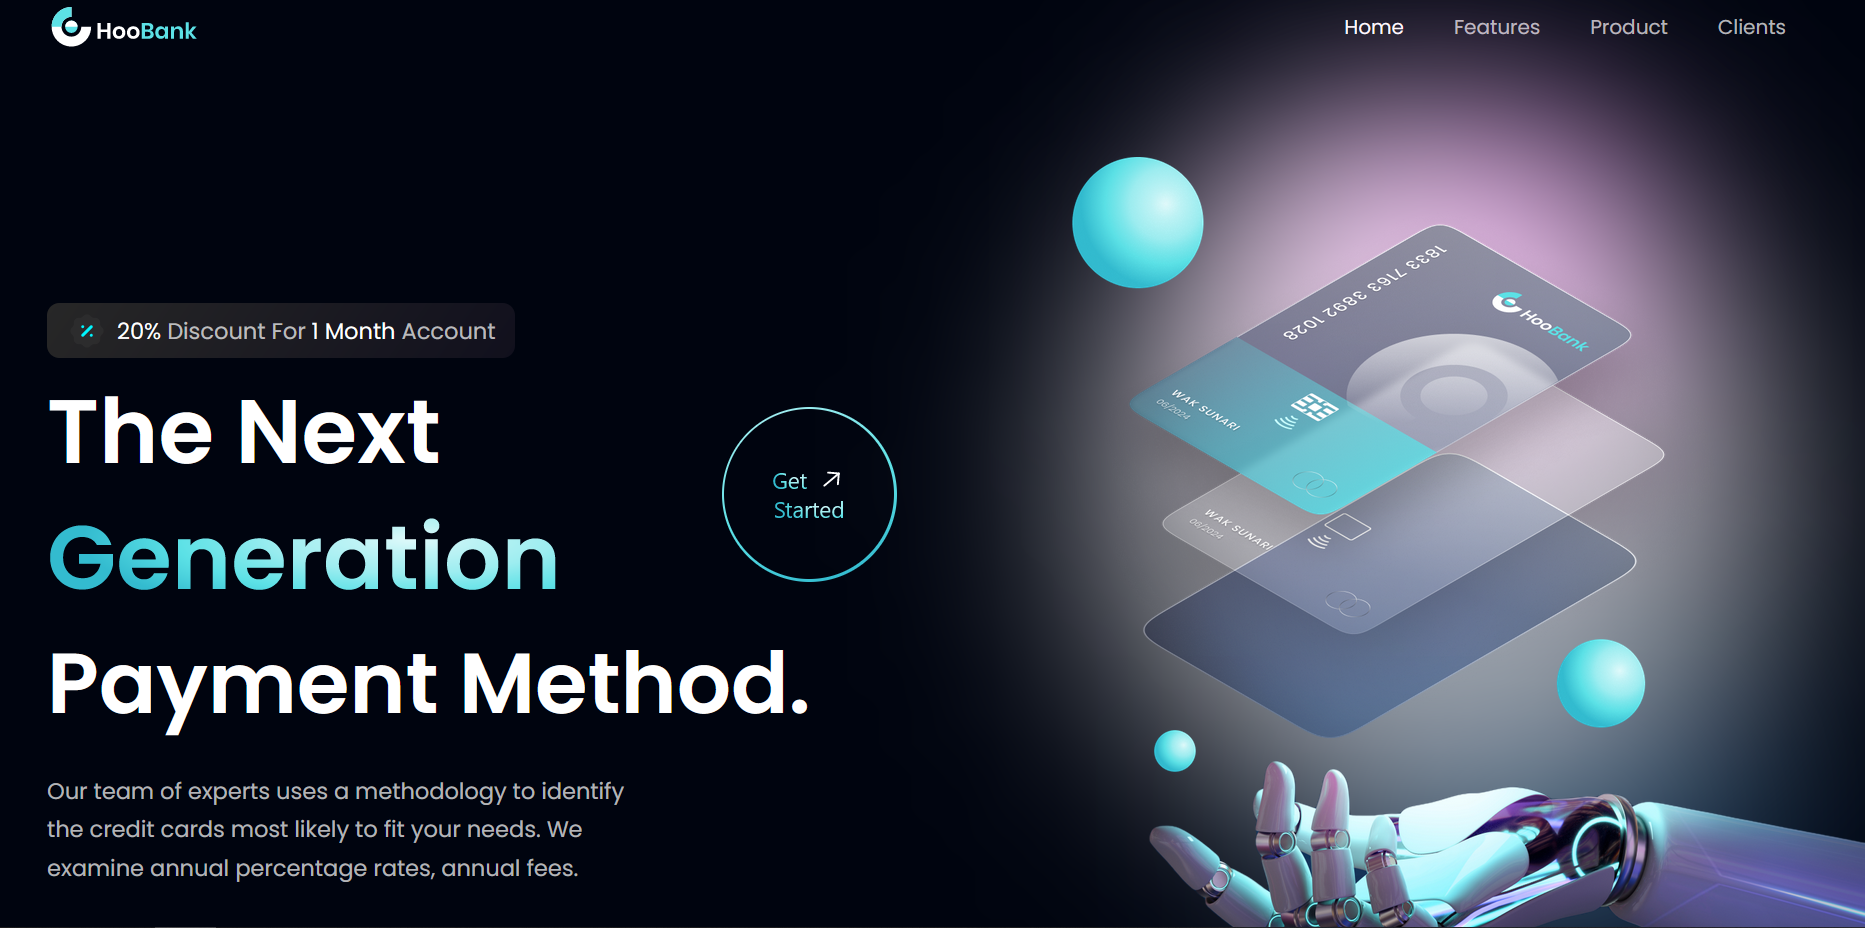 HooBank
Home Features Product Clients
20% Discount For 1 Month Account
The Next
Generation
Payment Method.
Get
Started
Our team of experts uses a methodology to identify
the credit cards most likely to fit your needs. We
examine annual percentage rates, annual fees.
1833 7163 3892 1028
HooBank
WAK SUNARI
06/2024
WAK SUNARI
06/2024